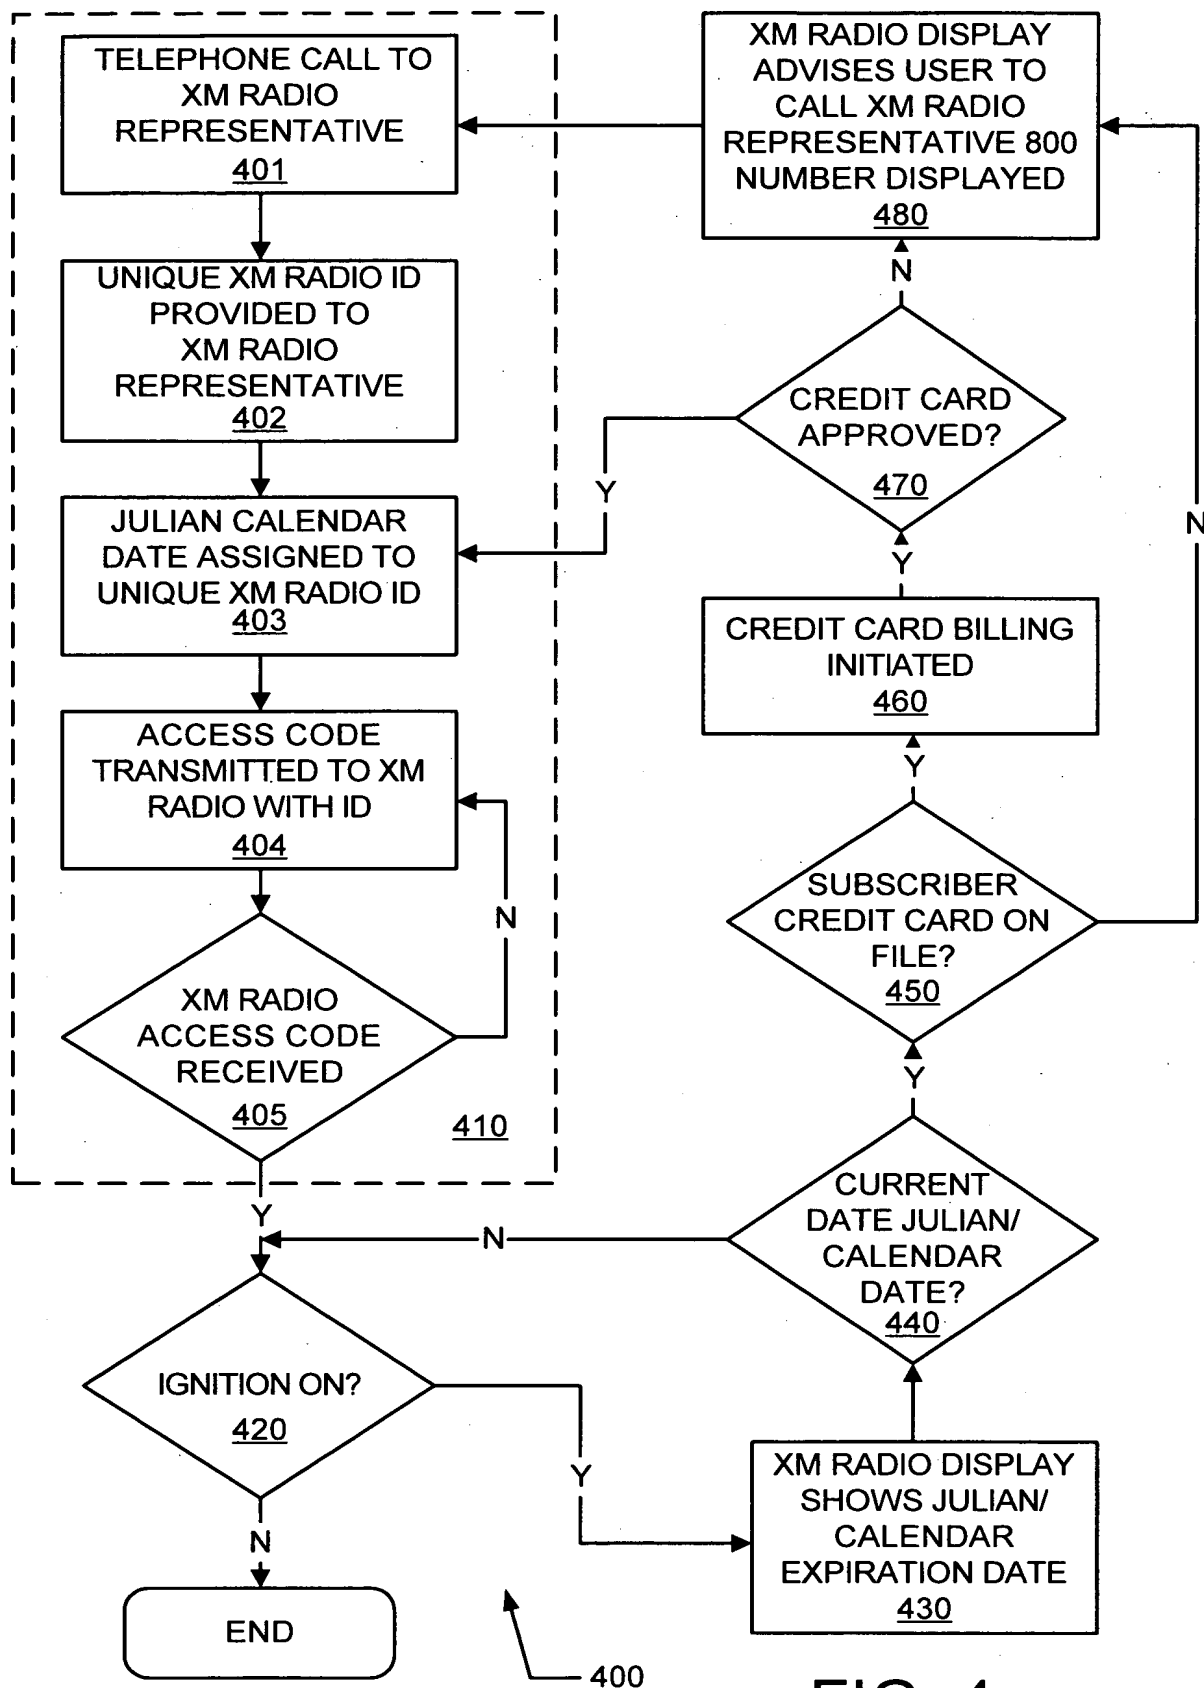 TELEPHONE CALL TO
XM RADIO
REPRESENTATIVE
401
UNIQUE XM RADIO ID
PROVIDED TO
XM RADIO
REPRESENTATIVE
402
JULIAN CALENDAR
DATE ASSIGNED TO
UNIQUE XM RADIO ID
403
ACCESS CODE
TRANSMITTED TO XM
RADIO WITH ID
404
N
XM RADIO
ACCESS CODE
RECEIVED
405
410
Y
IGNITION ON?
420
N
END
Y
XM RADIO DISPLAY
SHOWS JULIAN/
CALENDAR
EXPIRATION DATE
430
CURRENT
DATE JULIAN/
CALENDAR
DATE?
440
N
Y
SUBSCRIBER
CREDIT CARD ON
FILE?
450
N
Y
CREDIT CARD BILLING
INITIATED
460
Y
CREDIT CARD
APPROVED?
470
Y
N
XM RADIO DISPLAY
ADVISES USER TO
CALL XM RADIO
REPRESENTATIVE 800
NUMBER DISPLAYED
480
400